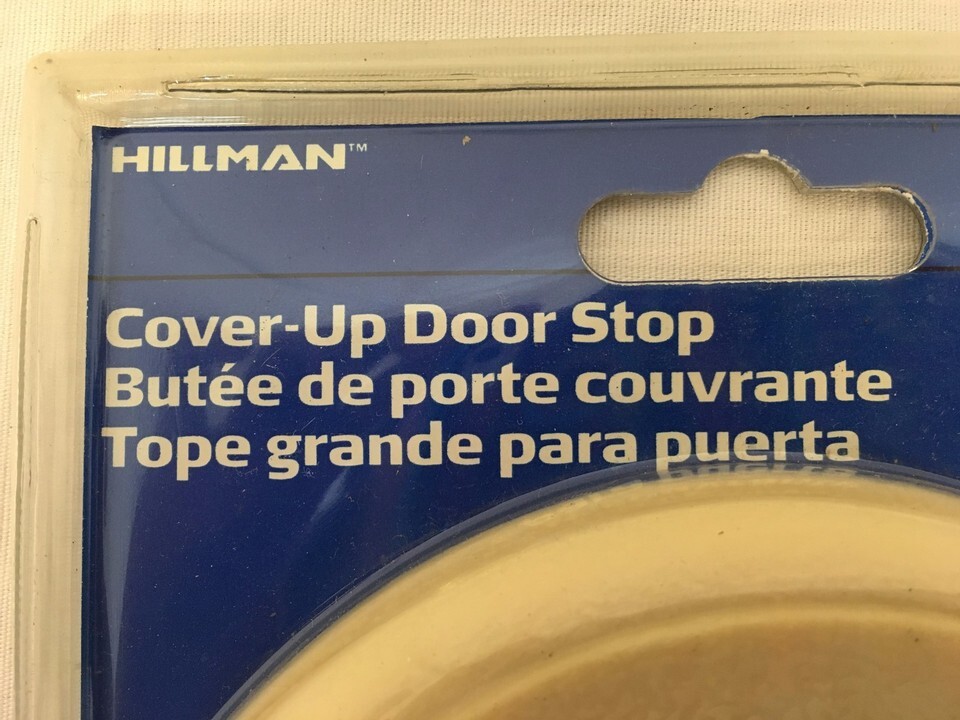 HILLMAN™
Cover-Up Door Stop
Butée de porte couvrante
Tope grande para puerta